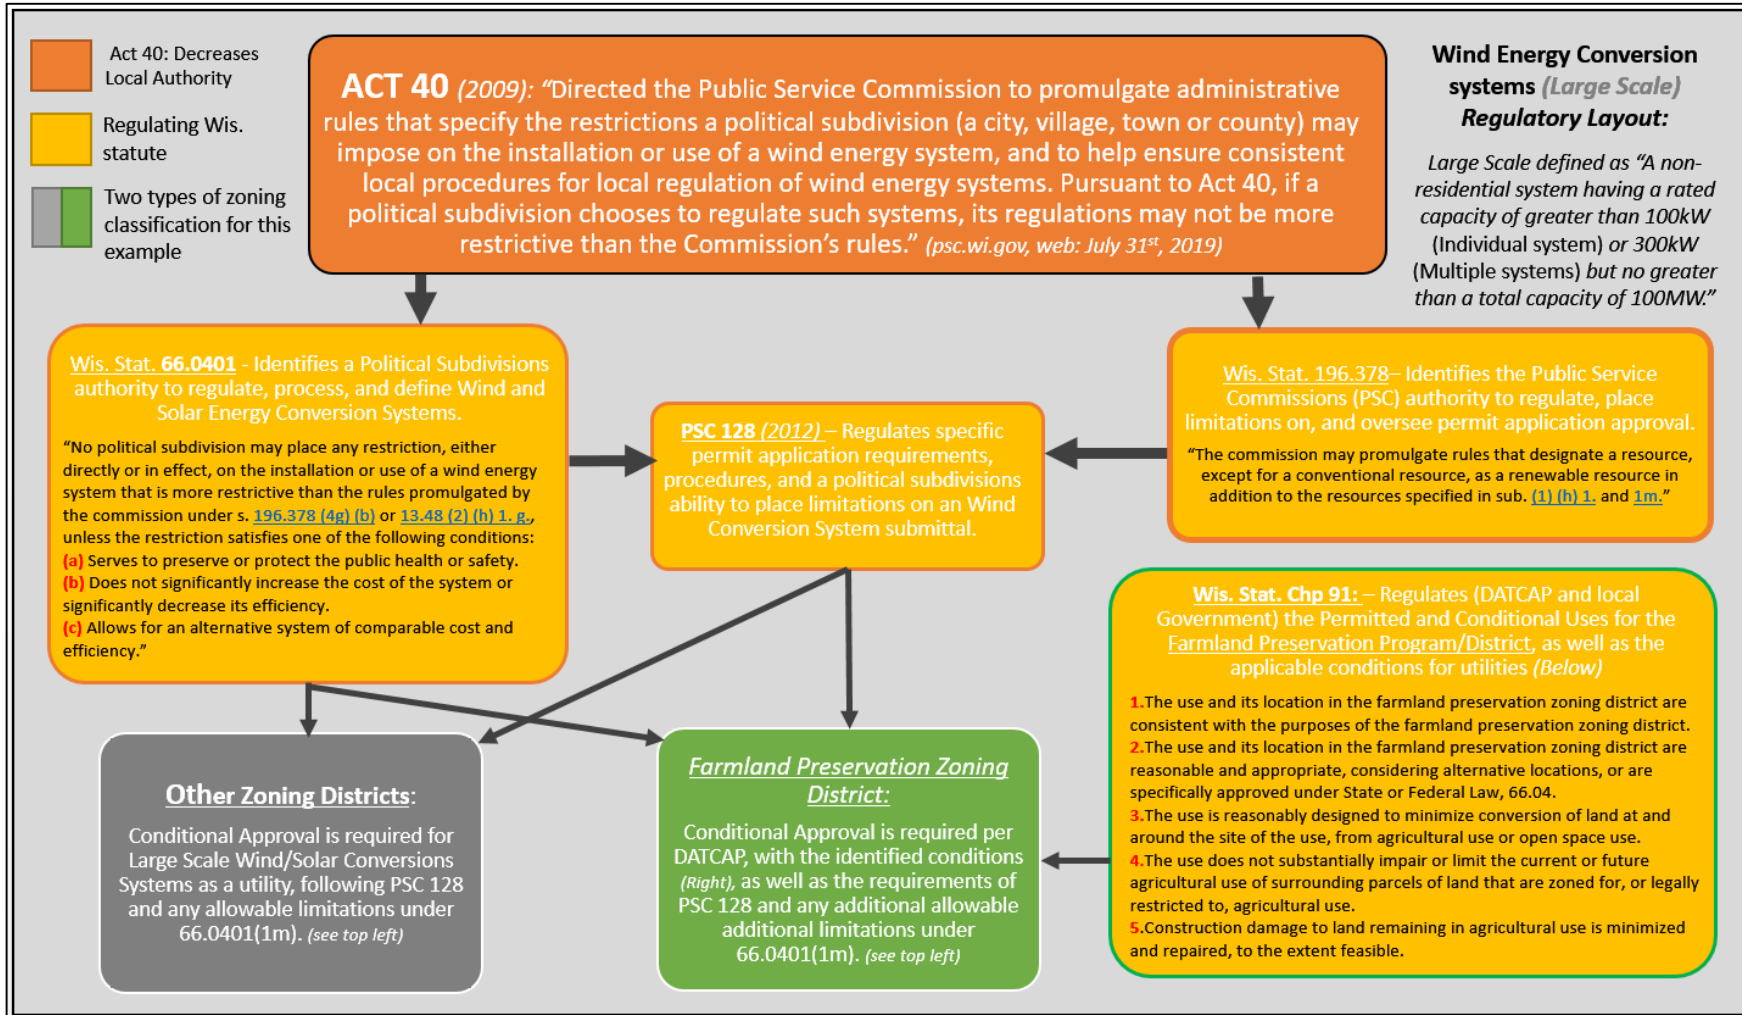 Act 40: Decreases
Local Authority
Regulating Wis.
statute
Two types of zoning
classification for this
example
ACT 40 (2009): “Directed the Public Service Commission to promulgate administrative
rules that specify the restrictions a political subdivision (a city, village, town or county) may
impose on the installation or use of a wind energy system, and to help ensure consistent
local procedures for local regulation of wind energy systems. Pursuant to Act 40, if a
political subdivision chooses to regulate such systems, its regulations may not be more
restrictive than the Commission’s rules.” (psc.wi.gov, web: July 31st, 2019)
Wind Energy Conversion
systems (Large Scale)
Regulatory Layout:
Large Scale defined as “A non-
residential system having a rated
capacity of greater than 100kW
(Individual system) or 300kW
(Multiple systems) but no greater
than a total capacity of 100MW.”
Wis. Stat. 66.0401 - Identifies a Political Subdivisions
authority to regulate, process, and define Wind and
Solar Energy Conversion Systems.
“No political subdivision may place any restriction, either
directly or in effect, on the installation or use of a wind energy
system that is more restrictive than the rules promulgated by
the commission under s. 196.378 (4g) (b) or 13.48 (2) (h) 1. g.,
unless the restriction satisfies one of the following conditions:
(a) Serves to preserve or protect the public health or safety.
(b) Does not significantly increase the cost of the system or
significantly decrease its efficiency.
(c) Allows for an alternative system of comparable cost and
efficiency.”
PSC 128 (2012) – Regulates specific
permit application requirements,
procedures, and a political subdivisions
ability to place limitations on an Wind
Conversion System submittal.
Wis. Stat. 196.378– Identifies the Public Service
Commissions (PSC) authority to regulate, place
limitations on, and oversee permit application approval.
“The commission may promulgate rules that designate a resource,
except for a conventional resource, as a renewable resource in
addition to the resources specified in sub. (1) (h) 1. and 1m.”
Wis. Stat. Chp 91: – Regulates (DATCAP and local
Government) the Permitted and Conditional Uses for the
Farmland Preservation Program/District, as well as the
applicable conditions for utilities (Below)
1.The use and its location in the farmland preservation zoning district are
consistent with the purposes of the farmland preservation zoning district.
2.The use and its location in the farmland preservation zoning district are
reasonable and appropriate, considering alternative locations, or are
specifically approved under State or Federal Law, 66.04.
3.The use is reasonably designed to minimize conversion of land at and
around the site of the use, from agricultural use or open space use.
4.The use does not substantially impair or limit the current or future
agricultural use of surrounding parcels of land that are zoned for, or legally
restricted to, agricultural use.
5.Construction damage to land remaining in agricultural use is minimized
and repaired, to the extent feasible.
Other Zoning Districts:
Conditional Approval is required for
Large Scale Wind/Solar Conversions
Systems as a utility, following PSC 128
and any allowable limitations under
66.0401(1m). (see top left)
Farmland Preservation Zoning
District:
Conditional Approval is required per
DATCAP, with the identified conditions
(Right), as well as the requirements of
PSC 128 and any additional allowable
additional limitations under
66.0401(1m). (see top left)